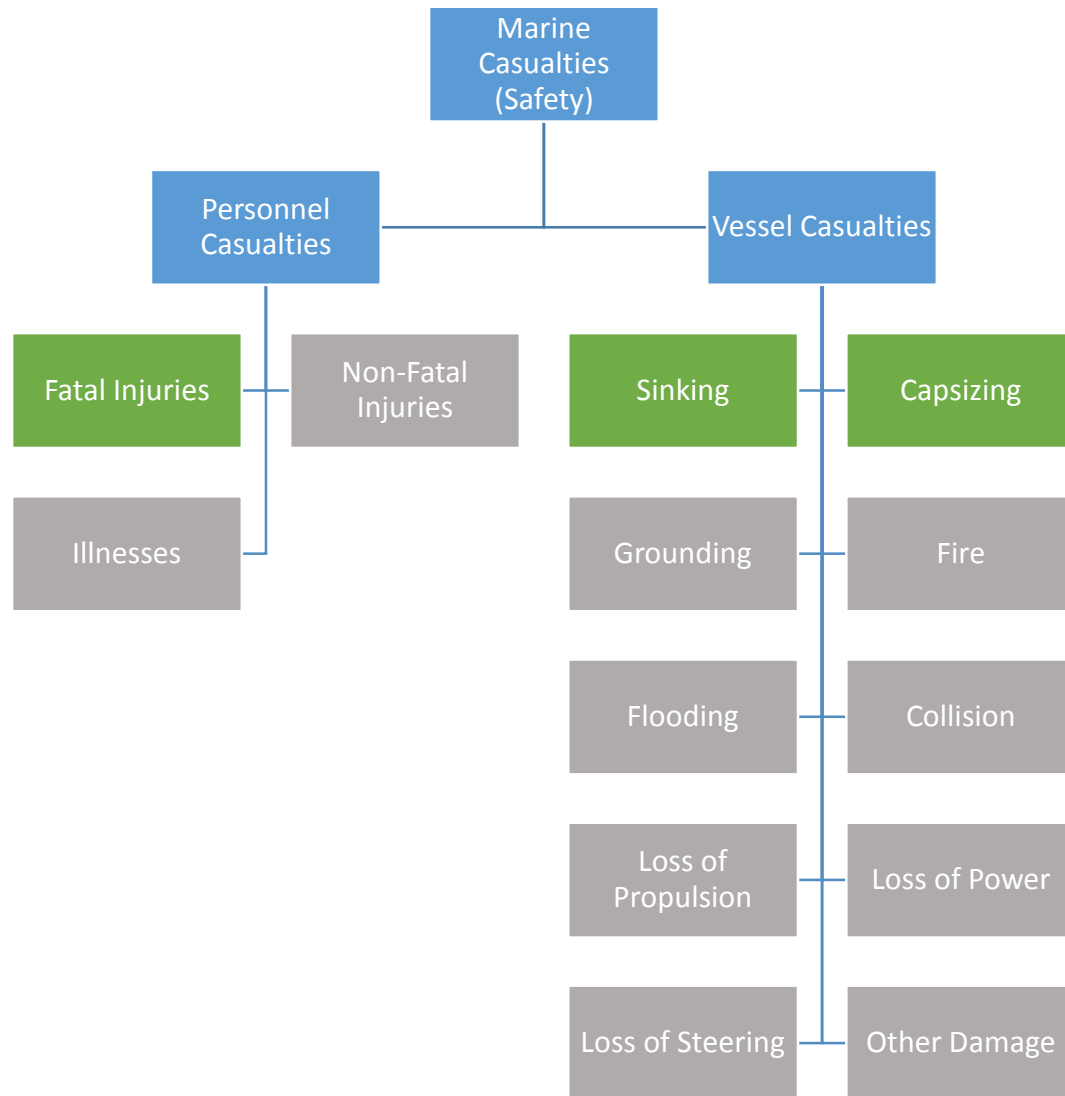 Marine
Casualties
(Safety)
Personnel
Casualties
Vessel Casualties
Fatal Injuries
Non-Fatal
Injuries
Sinking
Capsizing
Illnesses
Grounding
Fire
Flooding
Collision
Loss of
Propulsion
Loss of Power
Loss of Steering
Other Damage